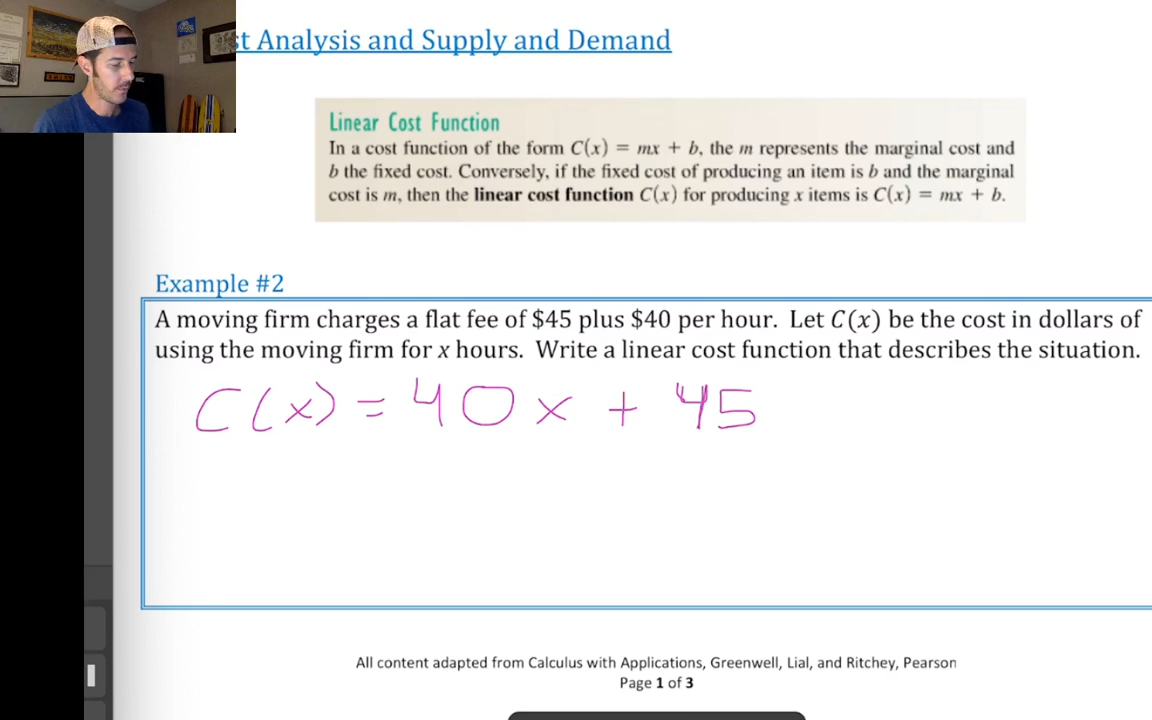 t Analysis and Supply and Demand
Linear Cost Function
In a cost function of the form C(x) = mx + b, the m represents the marginal cost and
b the fixed cost. Conversely, if the fixed cost of producing an item is b and the marginal
cost is m, then the linear cost function C(x) for producing x items is C(x) = mx + b.
Example #2
A moving firm charges a flat fee of $45 plus $40 per hour. Let C(x) be the cost in dollars of
using the moving firm for x hours. Write a linear cost function that describes the situation.
C(x) = 40x + 45
All content adapted from Calculus with Applications, Greenwell, Lial, and Ritchey, Pearson
Page 1 of 3